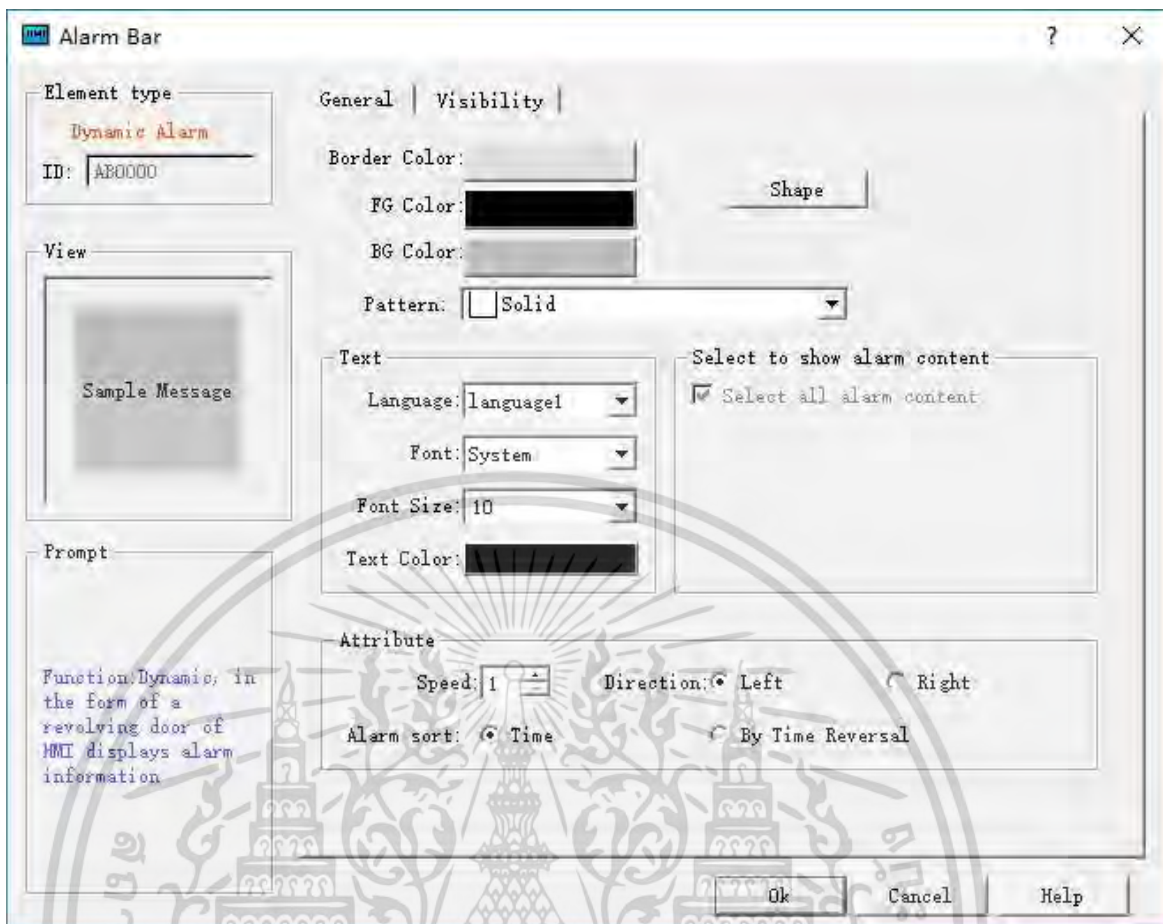 Alarm Bar
Element type
Dynamic Alarm
ID: AB0000
View
Sample Message
Prompt
Function:Dynamic, in
the form of a
revolving door of
HMI displays alarm
information
General
Visibility
Border Color:
FG Color:
BG Color:
Shape
Pattern: Solid
Text
Language: language1
Font: System
Font Size: 10
Text Color:
Select to show alarm content
Select all alarm content
Attribute
Speed: 1 Direction: Left Right
Alarm sort: Time By Time Reversal
Ok Cancel Help